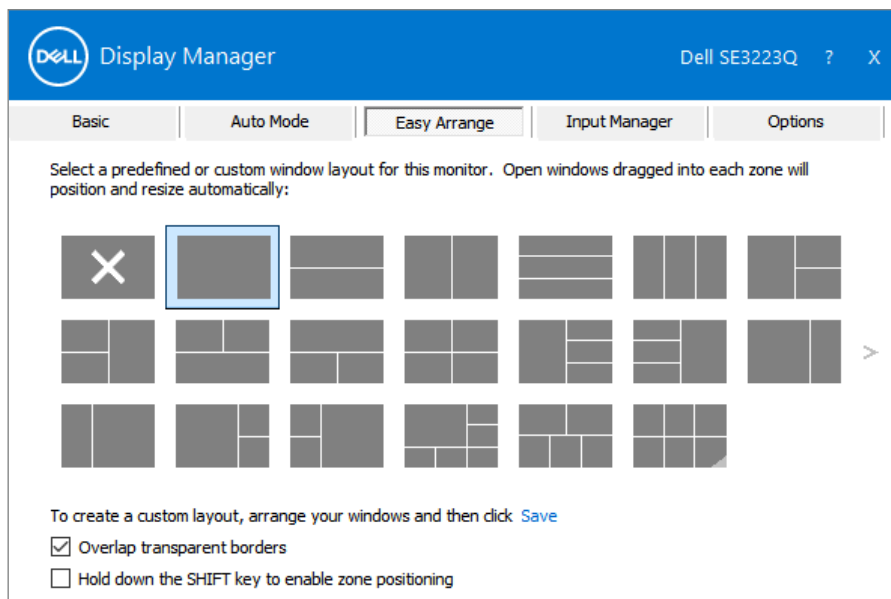 DELL Display Manager Dell SE3223Q ? X
Basic Auto Mode Easy Arrange Input Manager Options
Select a predefined or custom window layout for this monitor. Open windows dragged into each zone will
position and resize automatically:
>
To create a custom layout, arrange your windows and then click Save
Overlap transparent borders
Hold down the SHIFT key to enable zone positioning